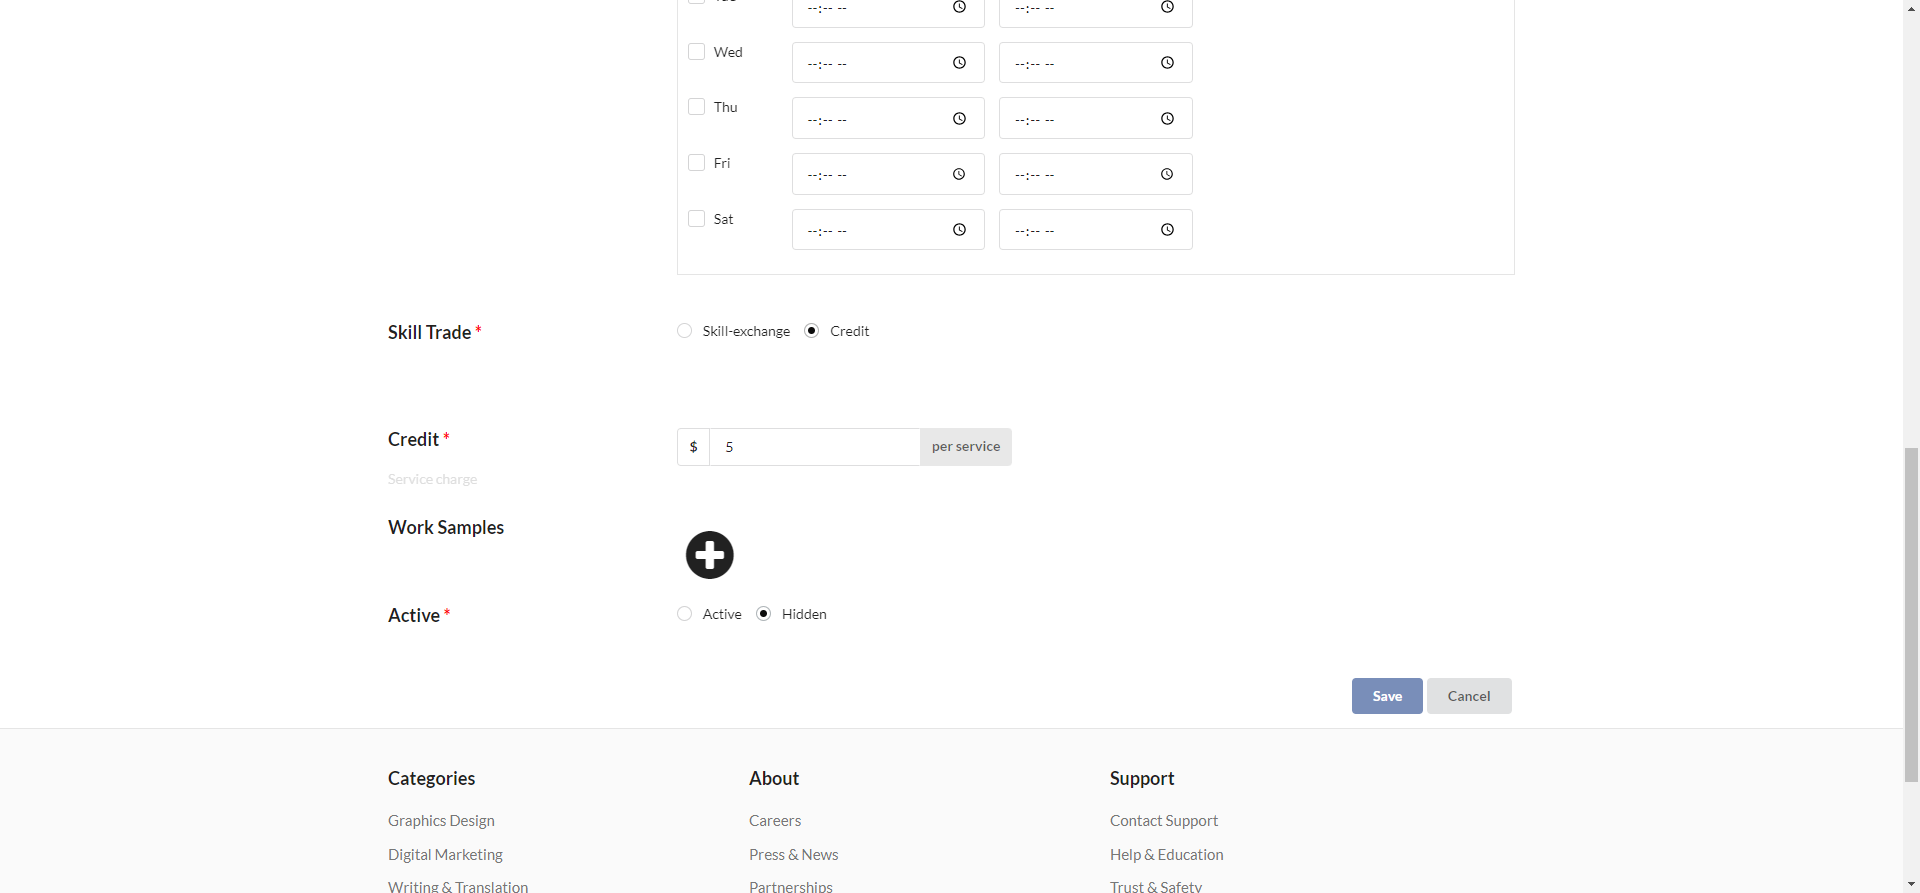 --:-- -- --:-- --
Wed --:-- -- --:-- --
Thu --:-- -- --:-- --
Fri --:-- -- --:-- --
Sat --:-- -- --:-- --
Skill Trade * Skill-exchange Credit
Credit * $ 5 per service
Service charge
Work Samples
Active * Active Hidden
Save Cancel
Categories About Support
Graphics Design Careers Contact Support
Digital Marketing Press & News Help & Education
Writing & Translation Partnerships Trust & Safety